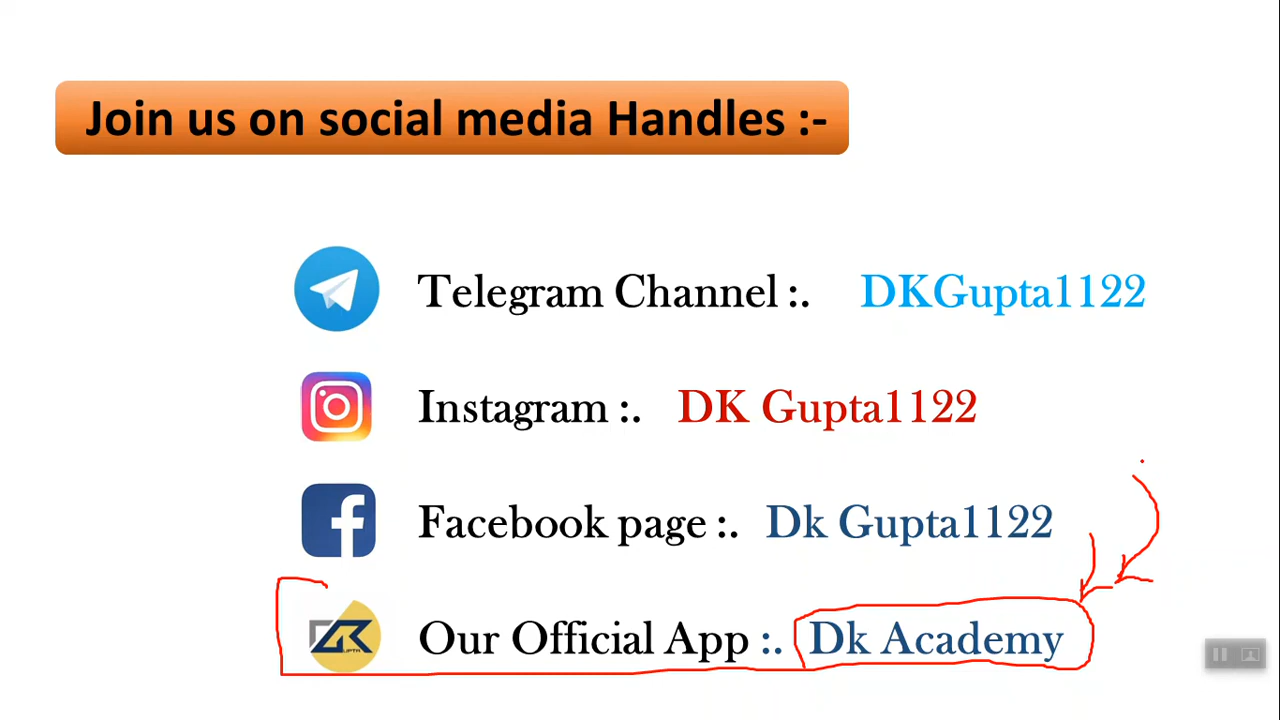 Join us on social media Handles :-
Telegram Channel :. DKGupta1122
Instagram :. DK Gupta1122
Facebook page :. Dk Gupta1122
GUPTA
Our Official App :. Dk Academy